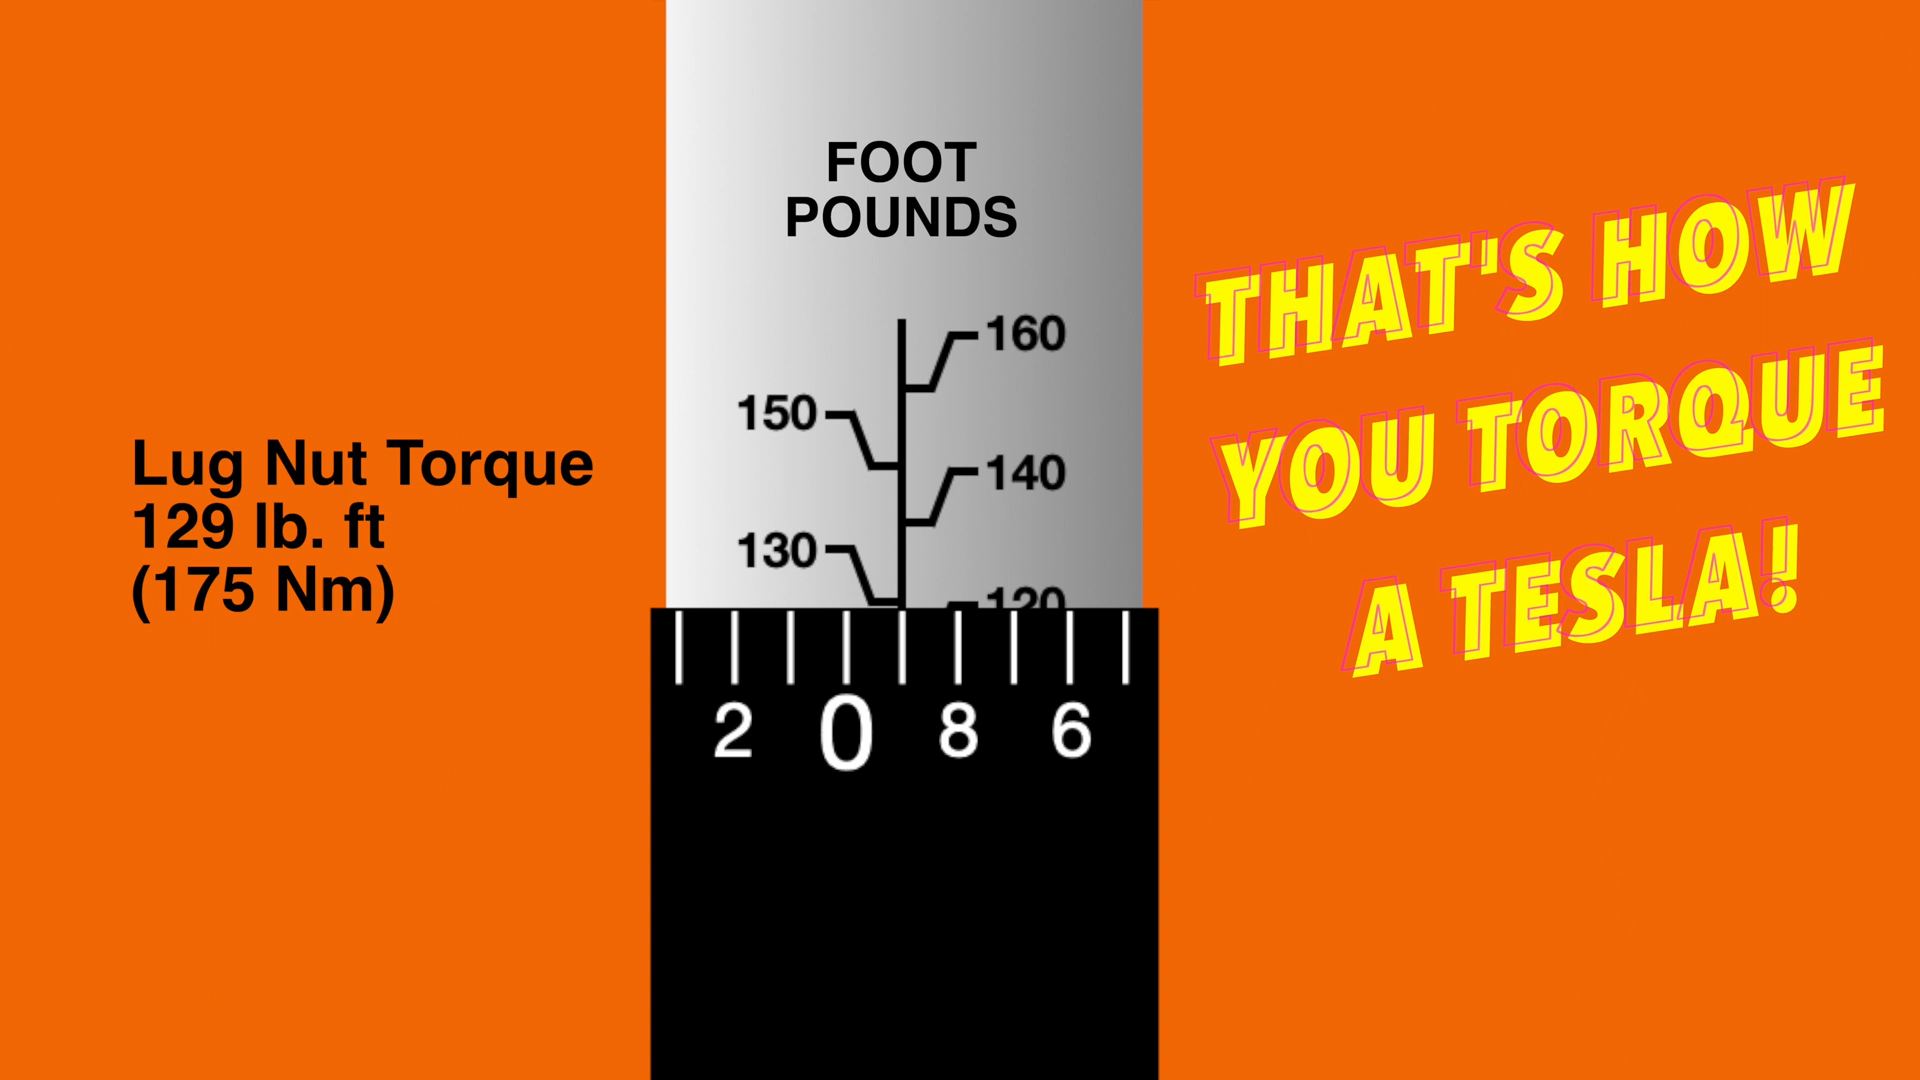 Lug Nut Torque
129 lb. ft
(175 Nm)
FOOT
POUNDS
160
150
140
130
120
2 0 8 6
THAT'S HOW
YOU TORQUE
A TESLA!